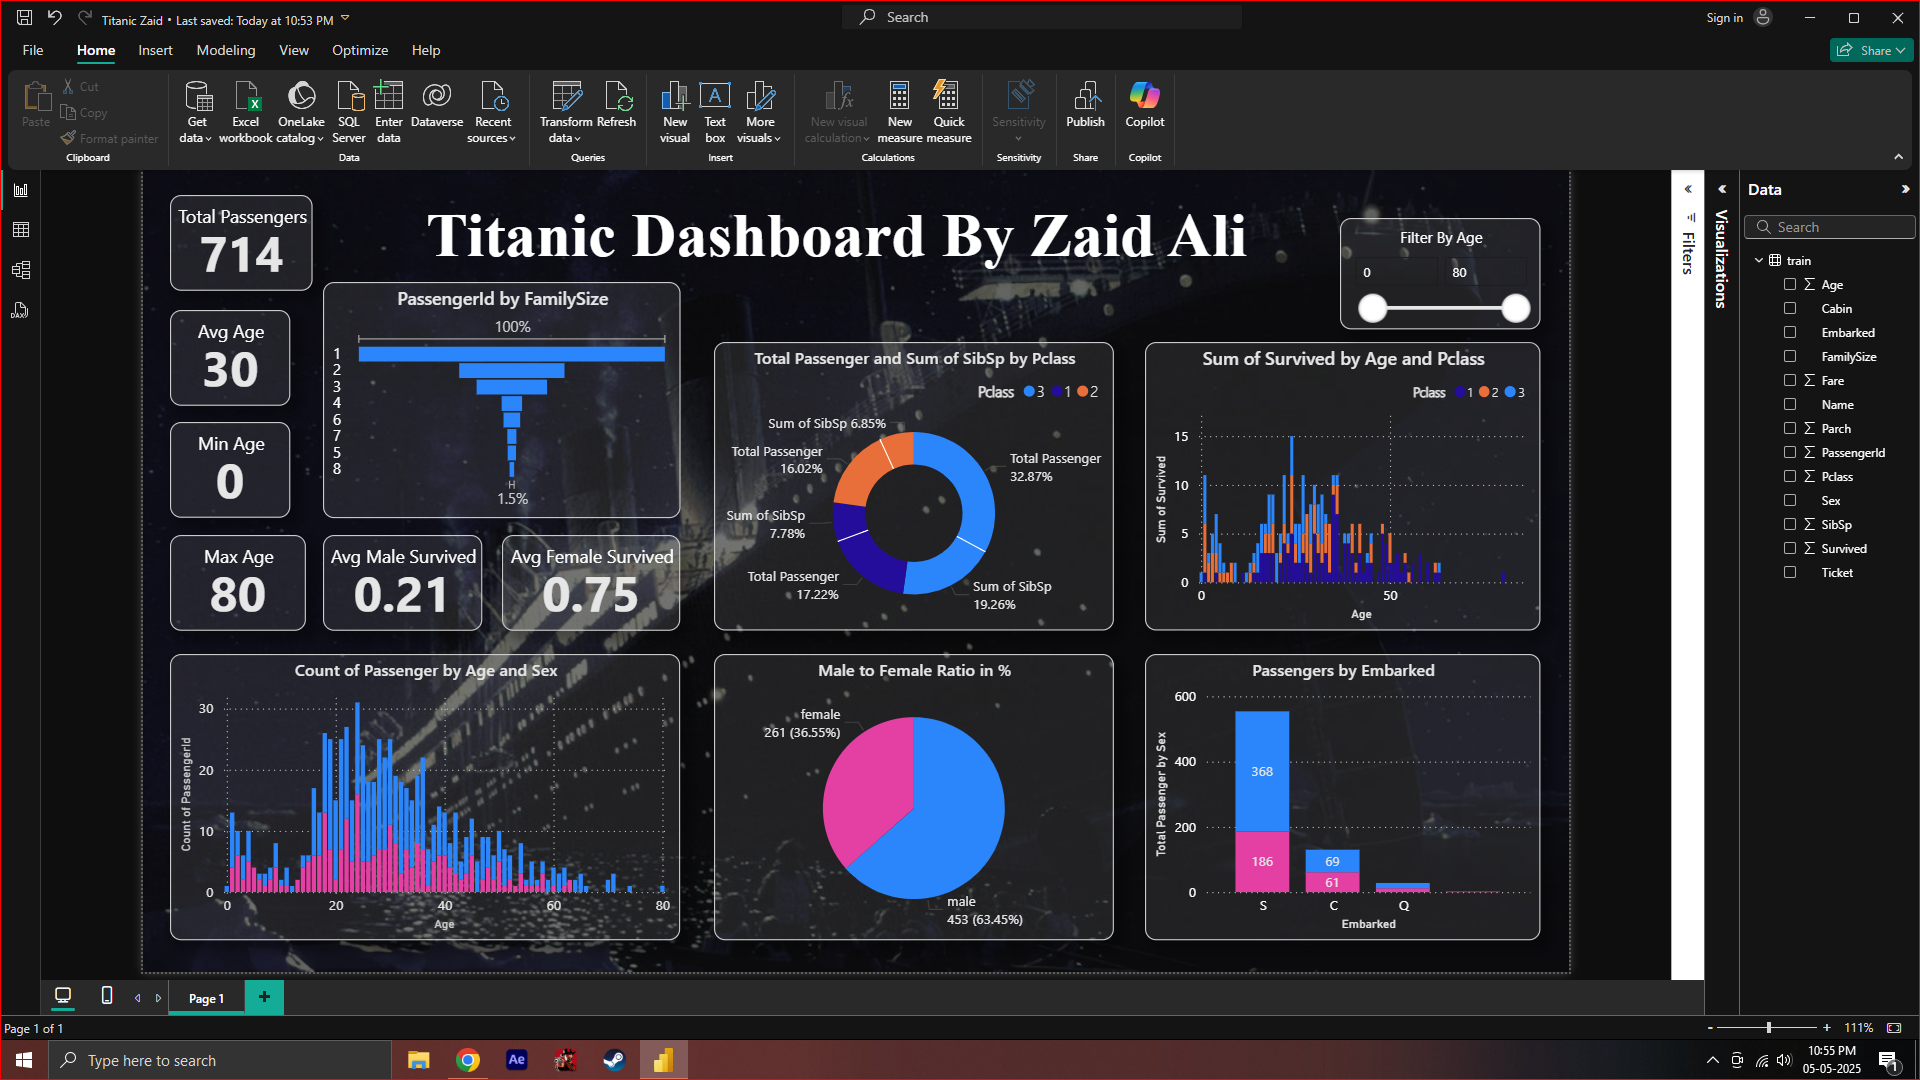 Titanic Zaid • Last saved: Today at 10:53 PM
Search
Sign in
File Home Insert Modeling View Optimize Help
Share
Paste
Cut
Copy
Format painter
Clipboard
Get data
Excel workbook
OneLake catalog
SQL Server
Enter data
Dataverse
Recent sources
Data
Transform data
Refresh
Queries
New visual
Text box
More visuals
Insert
New visual calculation
New measure
Quick measure
Calculations
Sensitivity
Sensitivity
Publish
Share
Copilot
Copilot
DAX
Total Passengers
714
Titanic Dashboard By Zaid Ali
Filter By Age
0 80
Avg Age
30
Min Age
0
Max Age
80
PassengerId by FamilySize
100%
1
2
3
4
6
7
5
8
1.5%
Avg Male Survived
0.21
Avg Female Survived
0.75
Total Passenger and Sum of SibSp by Pclass
Pclass 3 1 2
Sum of SibSp 6.85%
Total Passenger
16.02%
Total Passenger
32.87%
Sum of SibSp
7.78%
Total Passenger
17.22%
Sum of SibSp
19.26%
Sum of Survived by Age and Pclass
Pclass 1 2 3
Sum of Survived
15
10
5
0
0 50
Age
Count of Passenger by Age and Sex
Count of PassengerId
30
20
10
0
0 20 40 60 80
Age
Male to Female Ratio in %
female
261 (36.55%)
male
453 (63.45%)
Passengers by Embarked
Total Passenger by Sex
600
400
200
0
368
186
69
61
S C Q
Embarked
Filters
Visualizations
Data
Search
train
Age
Cabin
Embarked
FamilySize
Fare
Name
Parch
PassengerId
Pclass
Sex
SibSp
Survived
Ticket
Page 1
+
Page 1 of 1
- + 111%
Type here to search
Ae
10:55 PM
05-05-2025
1